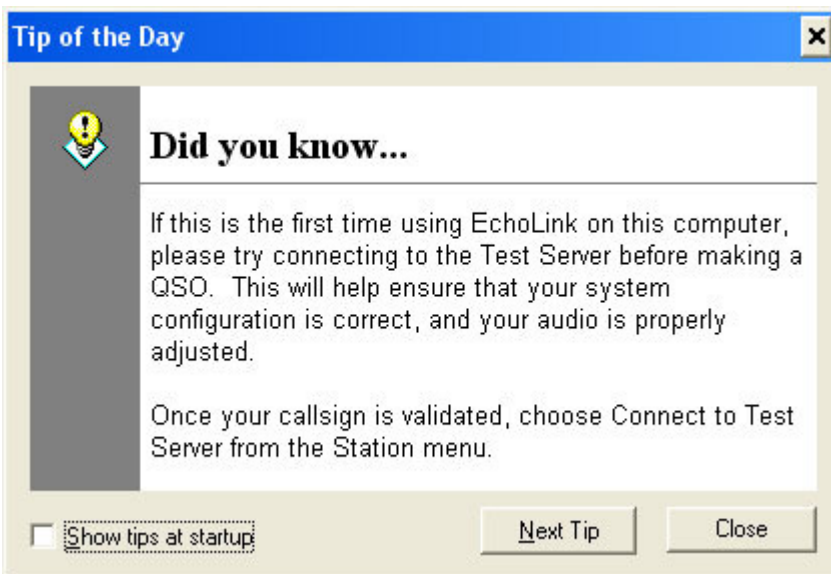 Tip of the Day
Did you know...
If this is the first time using EchoLink on this computer,
please try connecting to the Test Server before making a
QSO.  This will help ensure that your system
configuration is correct, and your audio is properly
adjusted.
Once your callsign is validated, choose Connect to Test
Server from the Station menu.
Show tips at startup
Next Tip
Close